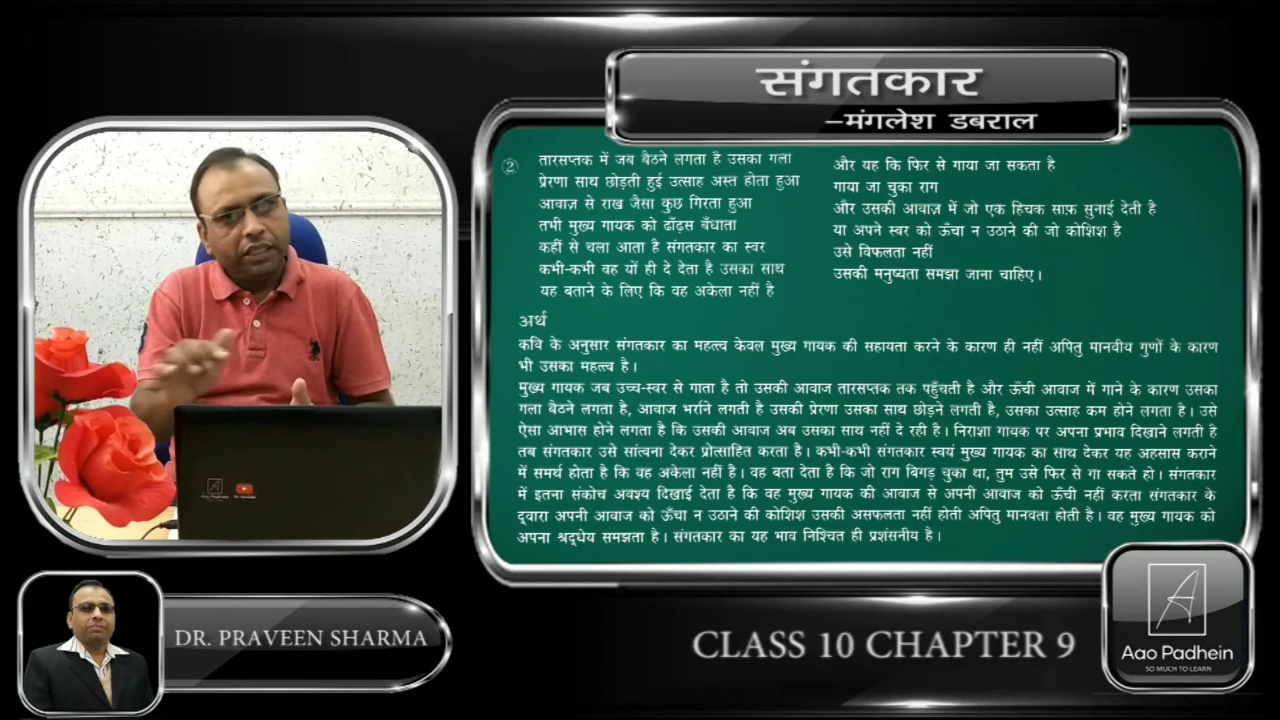 संगतकार
–मंगलेश डबराल
② तारसप्तक में जब बैठने लगता है उसका गला
प्रेरणा साथ छोड़ती हुई उत्साह अस्त होता हुआ
आवाज़ से राख जैसा कुछ गिरता हुआ
तभी मुख्य गायक को ढाँढ़स बँधाता
कहीं से चला आता है संगतकार का स्वर
कभी-कभी वह यों ही दे देता है उसका साथ
यह बताने के लिए कि वह अकेला नहीं है
और यह कि फिर से गाया जा सकता है
गाया जा चुका राग
और उसकी आवाज़ में जो एक हिचक साफ़ सुनाई देती है
या अपने स्वर को ऊँचा न उठाने की जो कोशिश है
उसे विफलता नहीं
उसकी मनुष्यता समझा जाना चाहिए।
अर्थ
कवि के अनुसार संगतकार का महत्त्व केवल मुख्य गायक की सहायता करने के कारण ही नहीं अपितु मानवीय गुणों के कारण
भी उसका महत्त्व है।
मुख्य गायक जब उच्च-स्वर से गाता है तो उसकी आवाज तारसप्तक तक पहुँचती है और ऊँची आवाज में गाने के कारण उसका
गला बैठने लगता है, आवाज भर्राने लगती है उसकी प्रेरणा उसका साथ छोड़ने लगती है, उसका उत्साह कम होने लगता है। उसे
ऐसा आभास होने लगता है कि उसकी आवाज अब उसका साथ नहीं दे रही है। निराशा गायक पर अपना प्रभाव दिखाने लगती है
तब संगतकार उसे सांत्वना देकर प्रोत्साहित करता है। कभी-कभी संगतकार स्वयं मुख्य गायक का साथ देकर यह अहसास कराने
में समर्थ होता है कि वह अकेला नहीं है। वह बता देता है कि जो राग बिगड़ चुका था, तुम उसे फिर से गा सकते हो। संगतकार
में इतना संकोच अवश्य दिखाई देता है कि वह मुख्य गायक की आवाज से अपनी आवाज को ऊँची नहीं करता संगतकार के
द्वारा अपनी आवाज को ऊँचा न उठाने की कोशिश उसकी असफलता नहीं होती अपितु मानवता होती है। वह मुख्य गायक को
अपना श्रद्धेय समझता है। संगतकार का यह भाव निश्चित ही प्रशंसनीय है।
DR. PRAVEEN SHARMA
CLASS 10 CHAPTER 9
Aao Padhein
SO MUCH TO LEARN